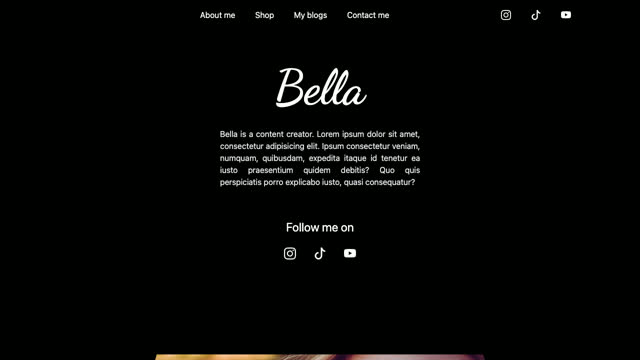 About me Shop My blogs Contact me
Bella
Bella is a content creator. Lorem ipsum dolor sit amet,
consectetur adipisicing elit. Ipsum consectetur veniam,
numquam, quibusdam, expedita itaque id tenetur ea
iusto praesentium quidem debitis? Quo quis
perspiciatis porro explicabo iusto, quasi consequatur?
Follow me on